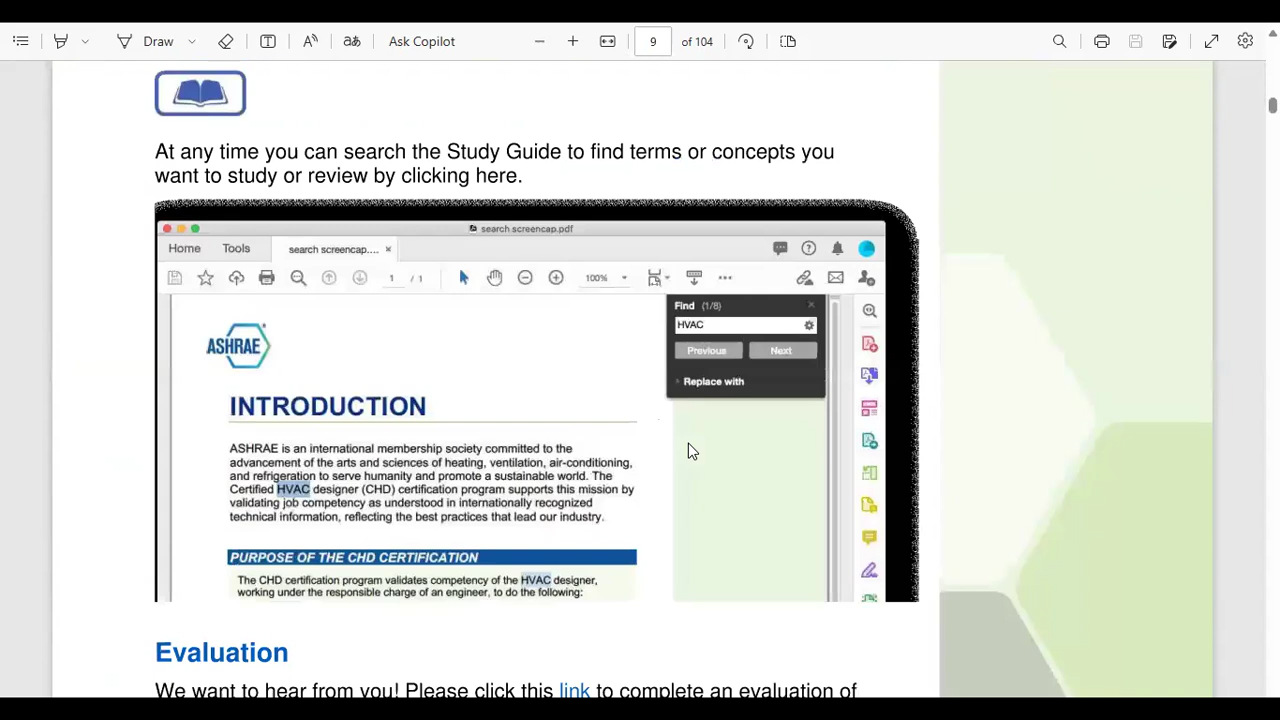 Draw
Ask Copilot
9 of 104
At any time you can search the Study Guide to find terms or concepts you
want to study or review by clicking here.
search screencap.pdf
Home Tools search screencap.... ×
1 / 1
100%
Find (1/8)
HVAC
Previous Next
Replace with
ASHRAE
INTRODUCTION
ASHRAE is an international membership society committed to the
advancement of the arts and sciences of heating, ventilation, air-conditioning,
and refrigeration to serve humanity and promote a sustainable world. The
Certified HVAC designer (CHD) certification program supports this mission by
validating job competency as understood in internationally recognized
technical information, reflecting the best practices that lead our industry.
PURPOSE OF THE CHD CERTIFICATION
The CHD certification program validates competency of the HVAC designer,
working under the responsible charge of an engineer, to do the following:
Evaluation
We want to hear from you! Please click this link to complete an evaluation of